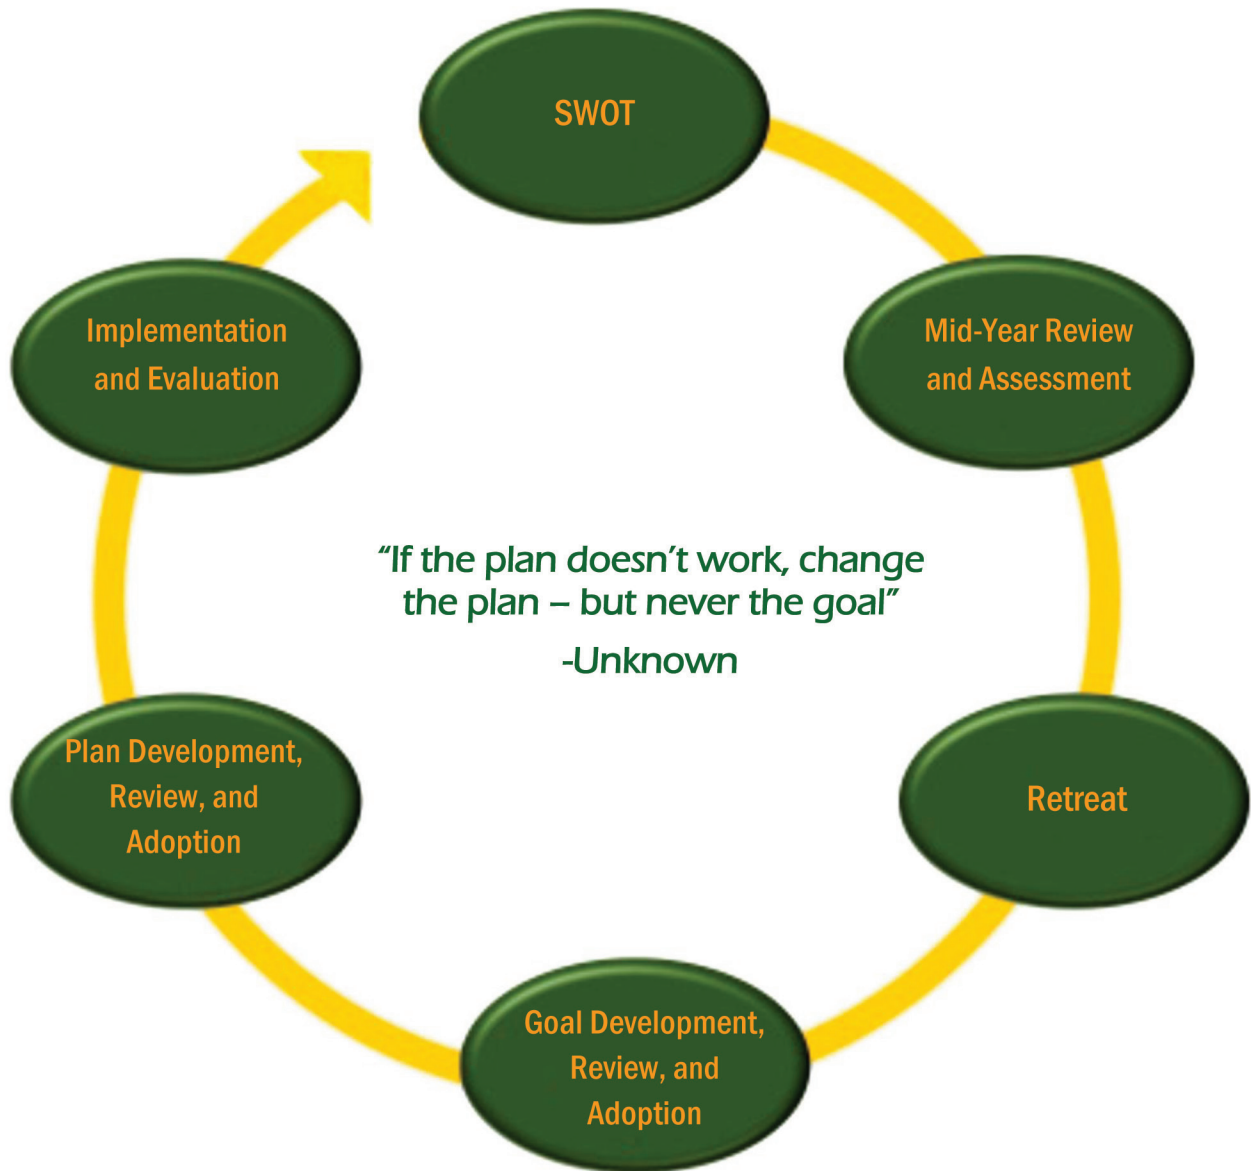 SWOT
Mid-Year Review
and Assessment
Retreat
Goal Development,
Review, and
Adoption
Plan Development,
Review, and
Adoption
Implementation
and Evaluation
“If the plan doesn’t work, change
the plan – but never the goal”
-Unknown